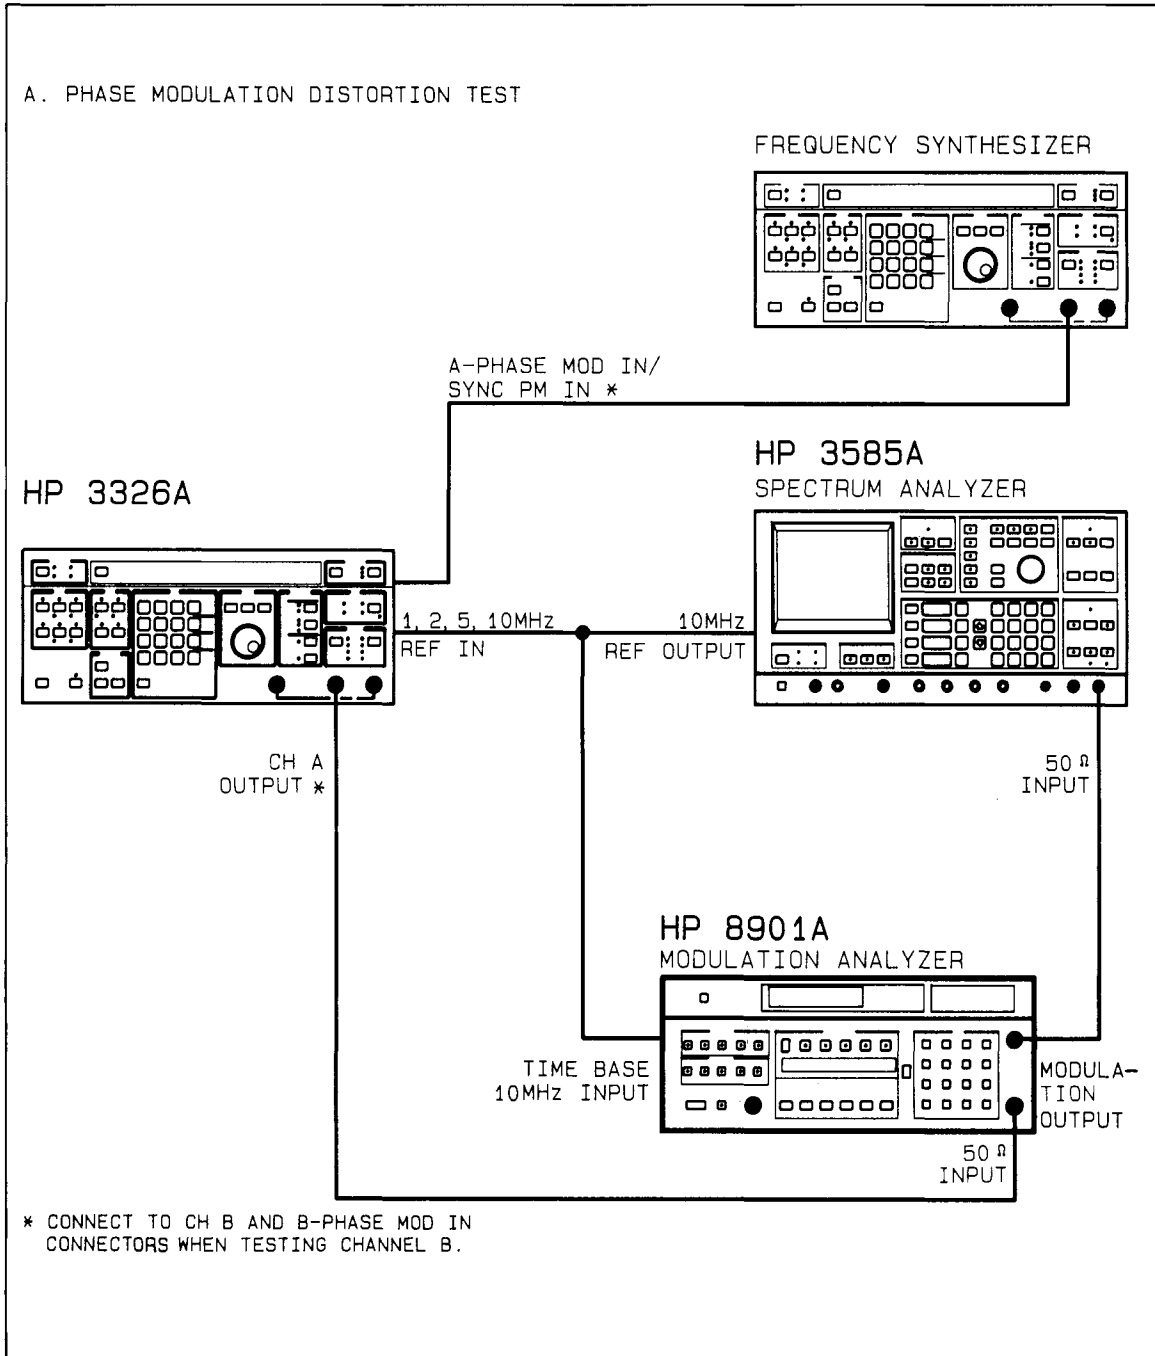 A. PHASE MODULATION DISTORTION TEST
FREQUENCY SYNTHESIZER
A-PHASE MOD IN/
SYNC PM IN *
HP 3585A
SPECTRUM ANALYZER
HP 3326A
1, 2, 5, 10MHz
REF IN
10MHz
REF OUTPUT
CH A
OUTPUT *
50 Ω
INPUT
HP 8901A
MODULATION ANALYZER
TIME BASE
10MHz INPUT
MODULA-
TION
OUTPUT
50 Ω
INPUT
* CONNECT TO CH B AND B-PHASE MOD IN
CONNECTORS WHEN TESTING CHANNEL B.